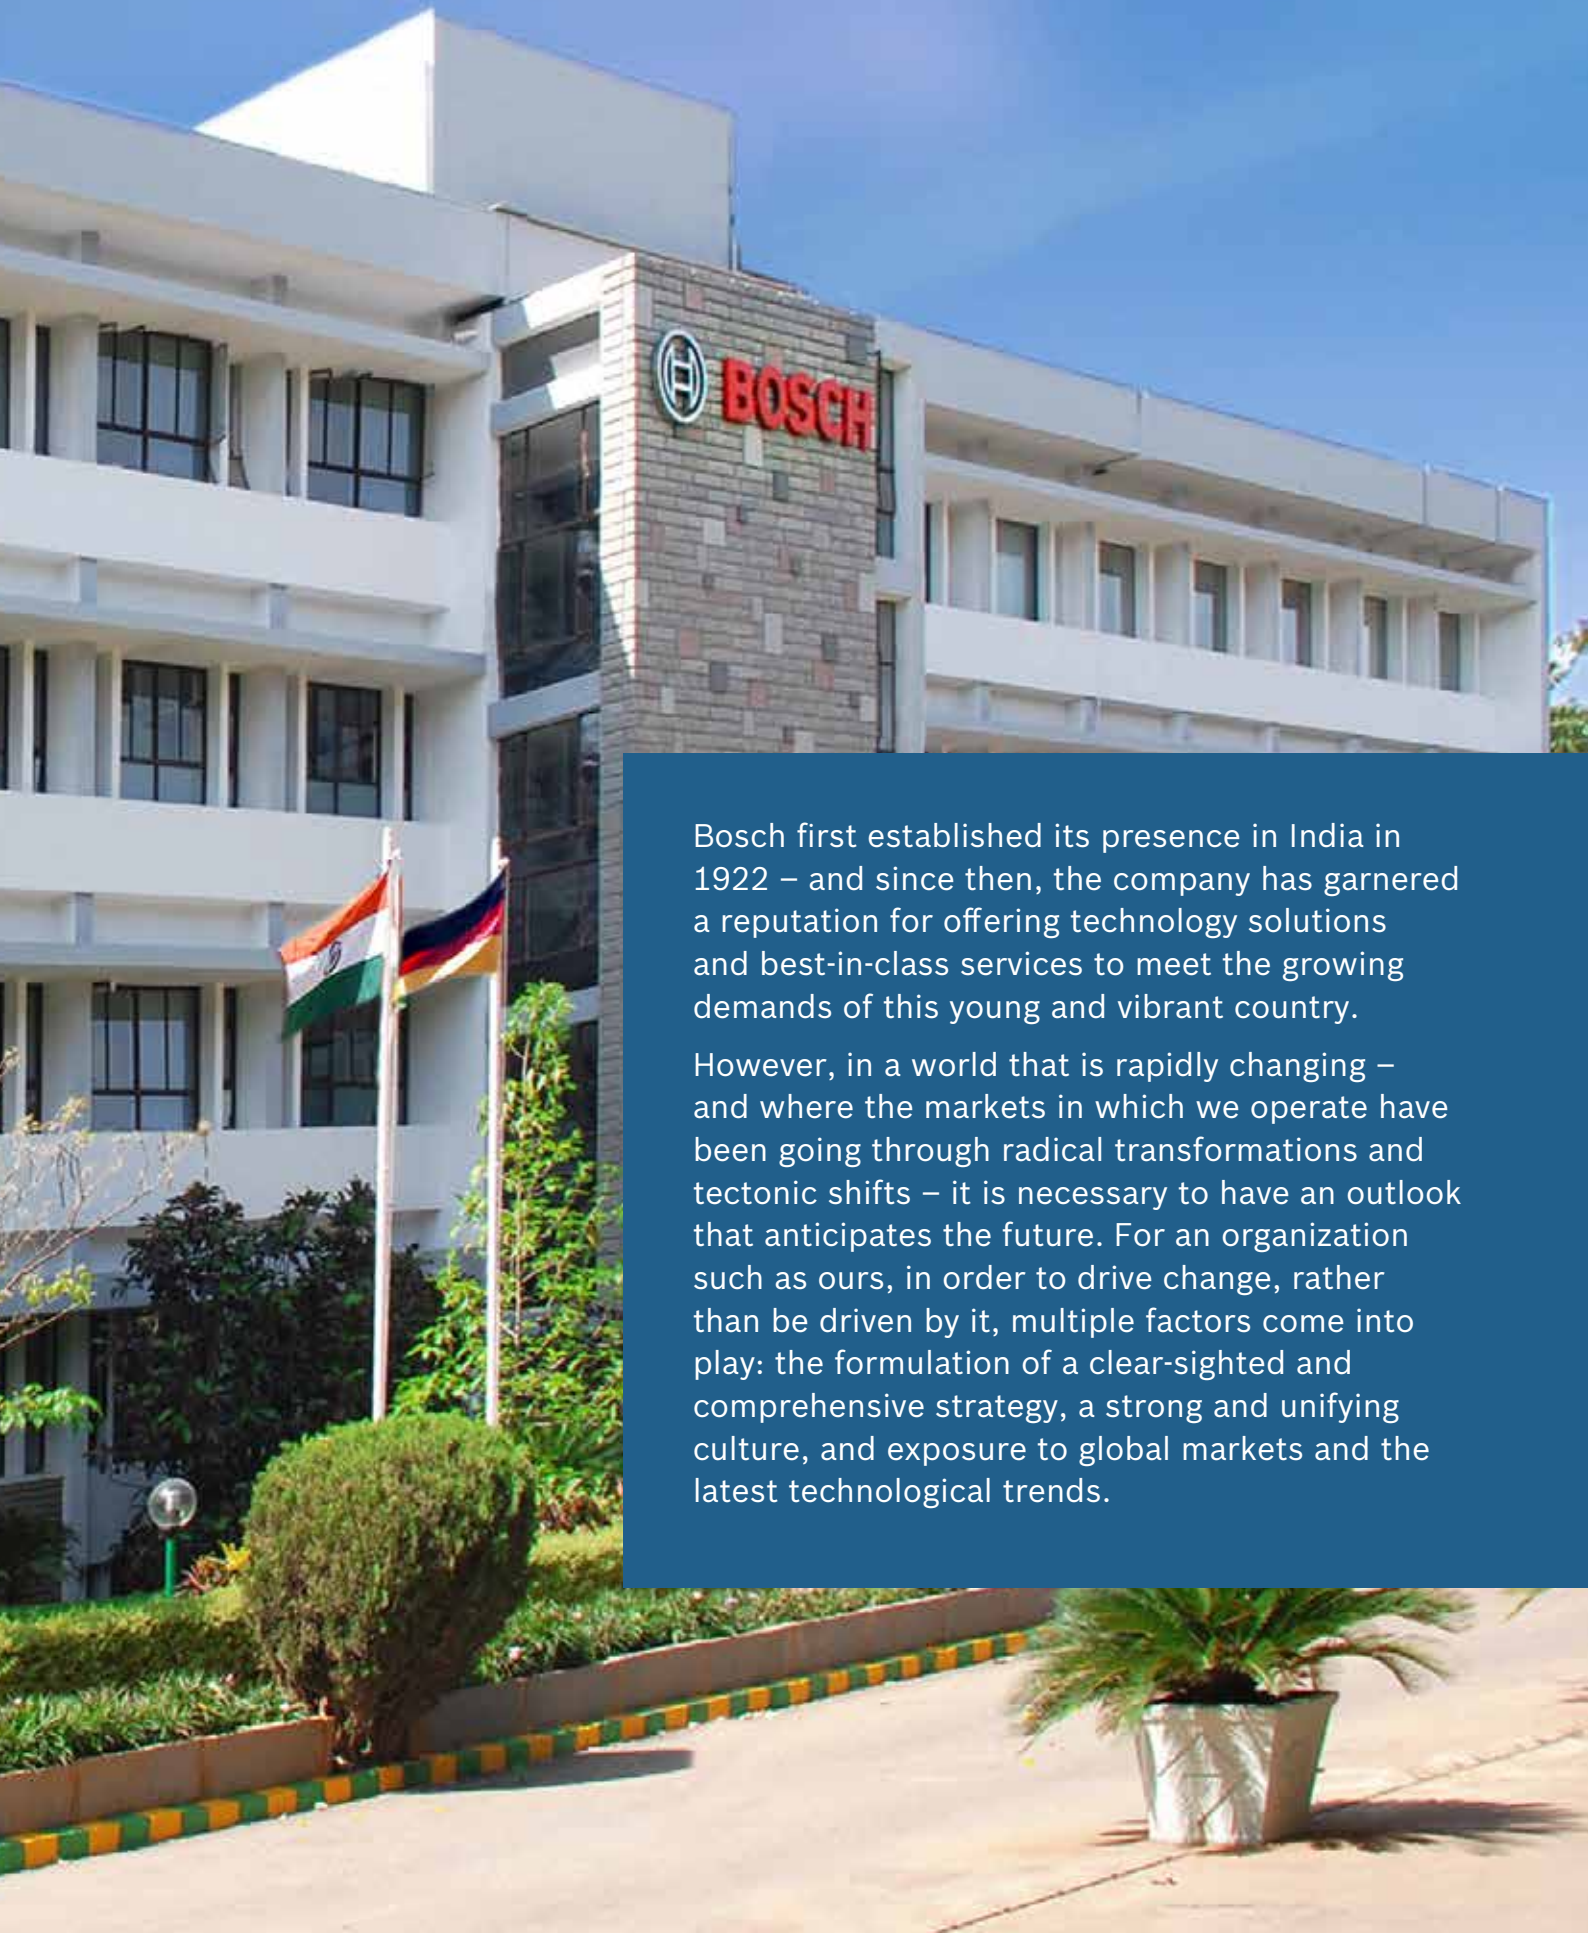 BOSCH
Bosch first established its presence in India in
1922 – and since then, the company has garnered
a reputation for offering technology solutions
and best-in-class services to meet the growing
demands of this young and vibrant country.
However, in a world that is rapidly changing –
and where the markets in which we operate have
been going through radical transformations and
tectonic shifts – it is necessary to have an outlook
that anticipates the future. For an organization
such as ours, in order to drive change, rather
than be driven by it, multiple factors come into
play: the formulation of a clear-sighted and
comprehensive strategy, a strong and unifying
culture, and exposure to global markets and the
latest technological trends.